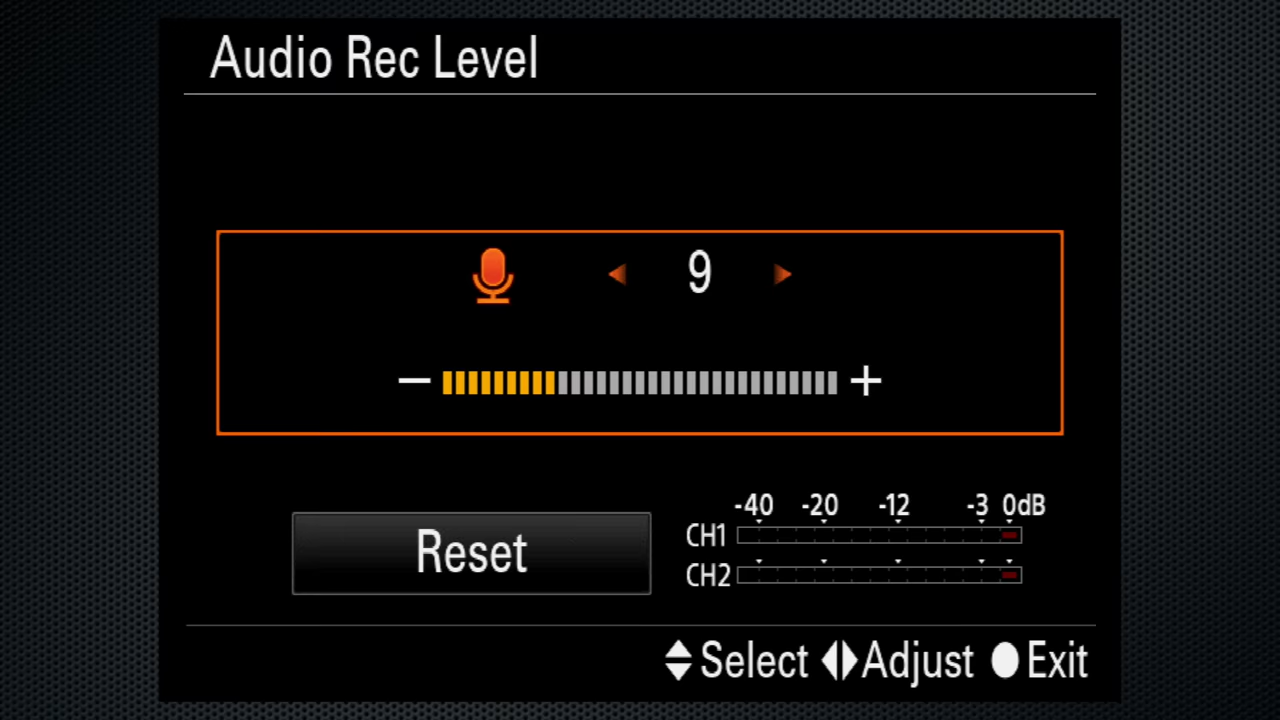 Audio Rec Level
9
− +
-40 -20 -12 -3 0dB
CH1
CH2
Reset
Select Adjust Exit